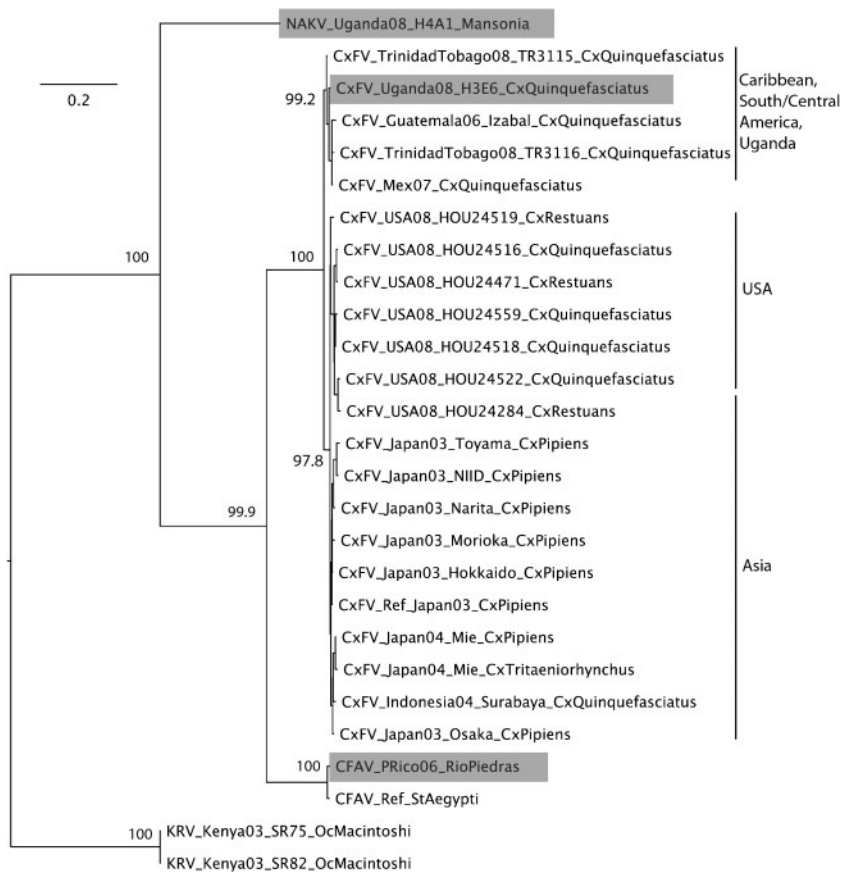 NAKV_Uganda08_H4A1_Mansonia
0.2
CxFV_TrinidadTobago08_TR3115_CxQuinquefasciatus
99.2
CxFV_Uganda08_H3E6_CxQuinquefasciatus
CxFV_Guatemala06_Izabal_CxQuinquefasciatus
CxFV_TrinidadTobago08_TR3116_CxQuinquefasciatus
CxFV_Mex07_CxQuinquefasciatus
Caribbean,
South/Central
America,
Uganda
CxFV_USA08_HOU24519_CxRestuans
100
100
CxFV_USA08_HOU24516_CxQuinquefasciatus
CxFV_USA08_HOU24471_CxRestuans
CxFV_USA08_HOU24559_CxQuinquefasciatus
CxFV_USA08_HOU24518_CxQuinquefasciatus
CxFV_USA08_HOU24522_CxQuinquefasciatus
CxFV_USA08_HOU24284_CxRestuans
USA
CxFV_Japan03_Toyama_CxPipiens
97.8
CxFV_Japan03_NIID_CxPipiens
CxFV_Japan03_Narita_CxPipiens
99.9
CxFV_Japan03_Morioka_CxPipiens
CxFV_Japan03_Hokkaido_CxPipiens
CxFV_Ref_Japan03_CxPipiens
CxFV_Japan04_Mie_CxPipiens
CxFV_Japan04_Mie_CxTritaeniorhynchus
CxFV_Indonesia04_Surabaya_CxQuinquefasciatus
CxFV_Japan03_Osaka_CxPipiens
Asia
100
CFAV_PRico06_RioPiedras
CFAV_Ref_StAegypti
100
KRV_Kenya03_SR75_OcMacintoshi
KRV_Kenya03_SR82_OcMacintoshi